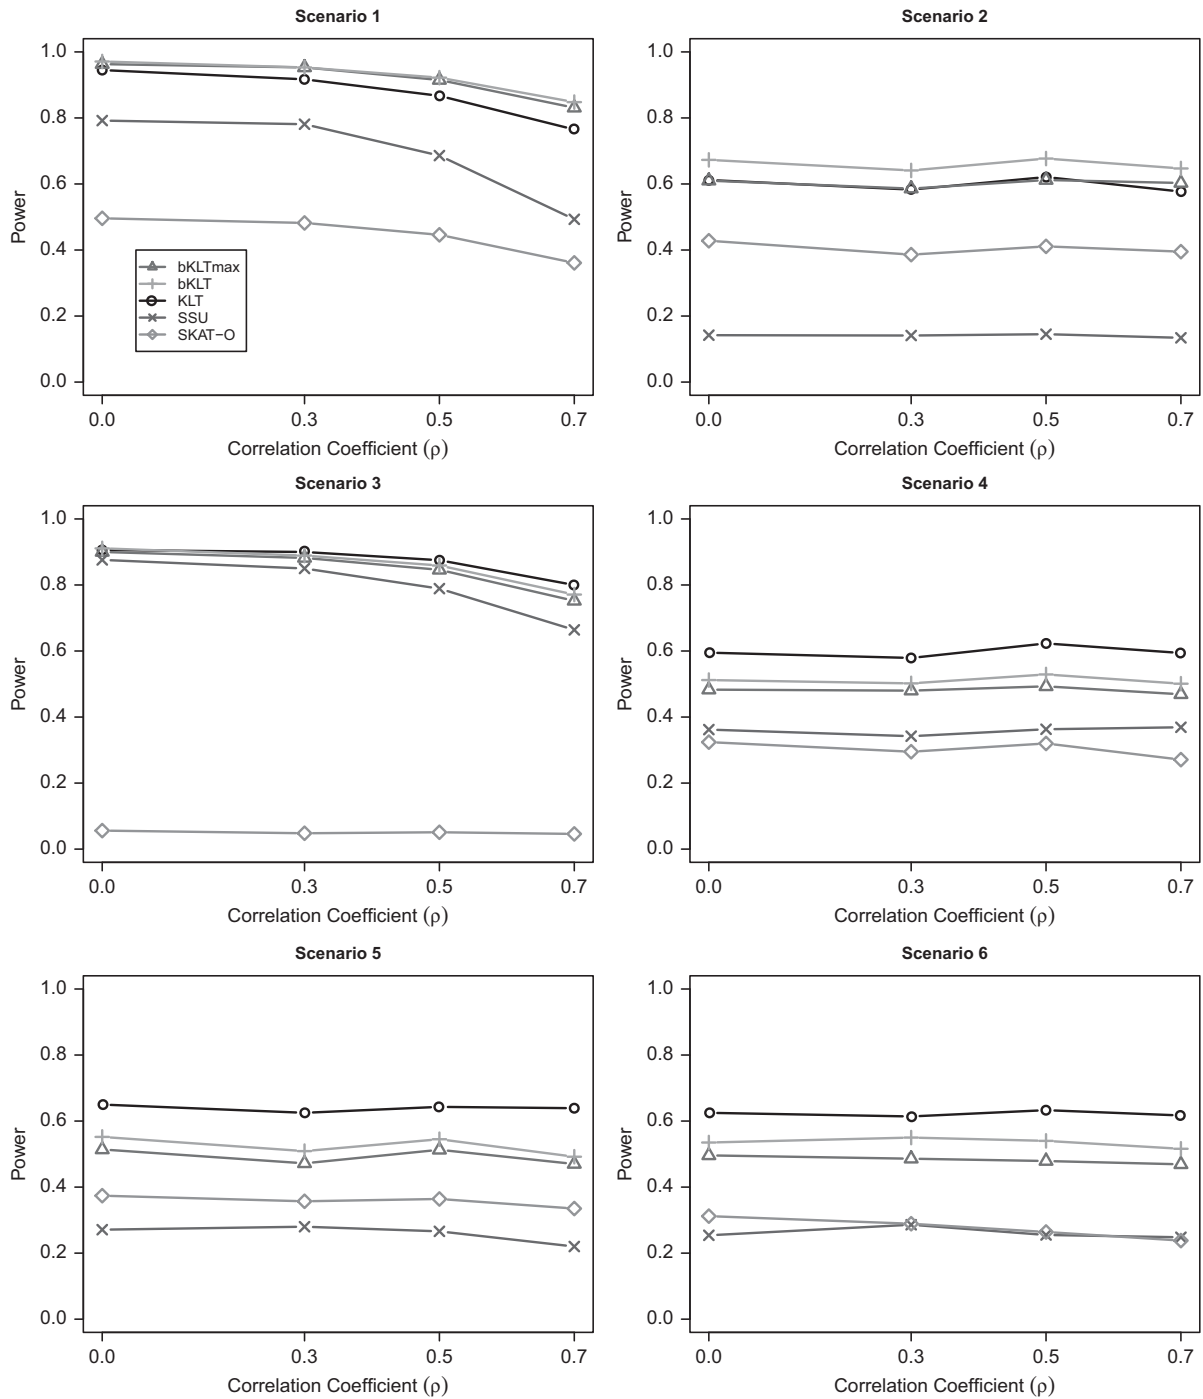 Scenario 1
Power
1.0
0.8
0.6
0.4
0.2
0.0
bKLTmax
bKLT
KLT
SSU
SKAT−O
0.0 0.3 0.5 0.7
Correlation Coefficient (ρ)
Scenario 2
Power
1.0
0.8
0.6
0.4
0.2
0.0
0.0 0.3 0.5 0.7
Correlation Coefficient (ρ)
Scenario 3
Power
1.0
0.8
0.6
0.4
0.2
0.0
0.0 0.3 0.5 0.7
Correlation Coefficient (ρ)
Scenario 4
Power
1.0
0.8
0.6
0.4
0.2
0.0
0.0 0.3 0.5 0.7
Correlation Coefficient (ρ)
Scenario 5
Power
1.0
0.8
0.6
0.4
0.2
0.0
0.0 0.3 0.5 0.7
Correlation Coefficient (ρ)
Scenario 6
Power
1.0
0.8
0.6
0.4
0.2
0.0
0.0 0.3 0.5 0.7
Correlation Coefficient (ρ)